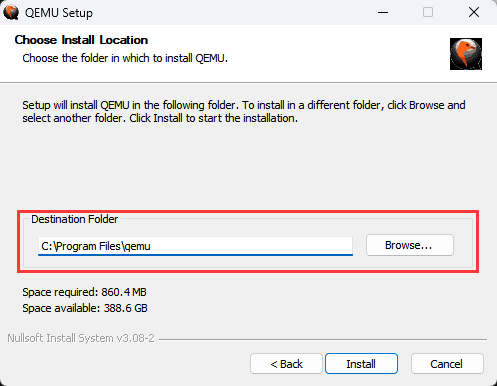 QEMU Setup
Choose Install Location
Choose the folder in which to install QEMU.
Setup will install QEMU in the following folder. To install in a different folder, click Browse and
select another folder. Click Install to start the installation.
Destination Folder
C:\Program Files\qemu
Browse...
Space required: 860.4 MB
Space available: 388.6 GB
Nullsoft Install System v3.08-2
< Back
Install
Cancel